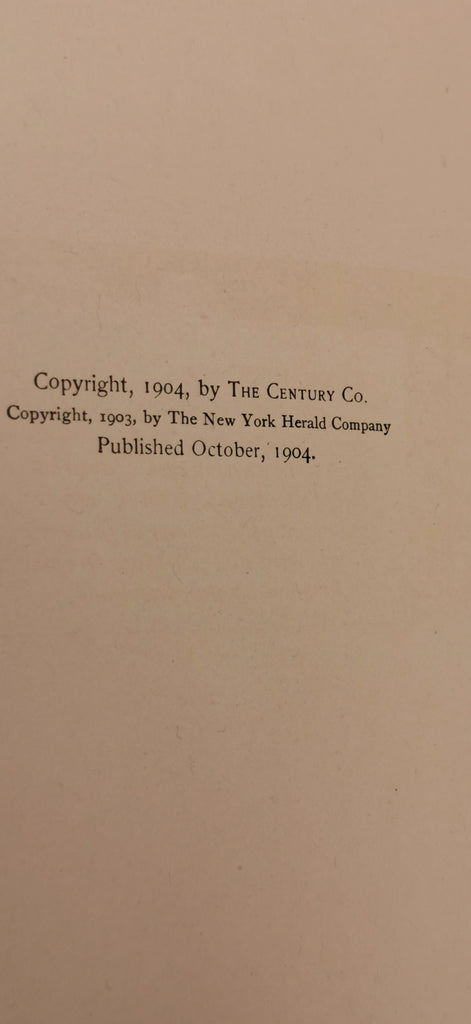 Copyright, 1904, by THE CENTURY CO.
Copyright, 1903, by The New York Herald Company
Published October, 1904.